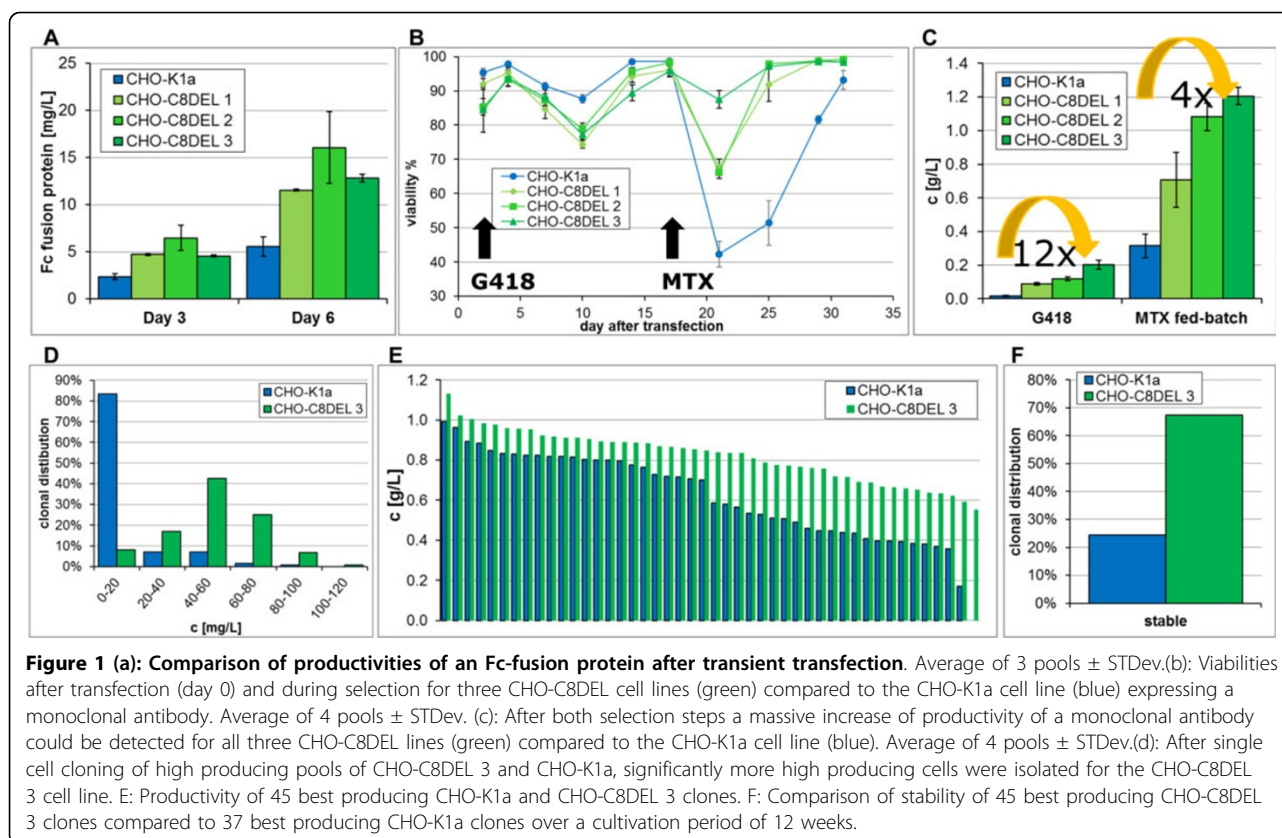 A
Fc fusion protein [mg/L]
25
20
15
10
5
0
CHO-K1a
CHO-C8DEL 1
CHO-C8DEL 2
CHO-C8DEL 3
Day 3
Day 6
B
viability %
100
90
80
70
60
50
40
30
CHO-K1a
CHO-C8DEL 1
CHO-C8DEL 2
CHO-C8DEL 3
G418
MTX
0 5 10 15 20 25 30 35
day after transfection
C
c [g/L]
1.4
1.2
1.0
0.8
0.6
0.4
0.2
0.0
CHO-K1a
CHO-C8DEL 1
CHO-C8DEL 2
CHO-C8DEL 3
12x
4x
G418
MTX fed-batch
D
clonal distibution
90%
80%
70%
60%
50%
40%
30%
20%
10%
0%
CHO-K1a
CHO-C8DEL 3
0-20
20-40
40-60
60-80
80-100
100-120
c [mg/L]
E
c [g/L]
1.2
1.0
0.8
0.6
0.4
0.2
0.0
CHO-K1a
CHO-C8DEL 3
F
clonal distribution
80%
70%
60%
50%
40%
30%
20%
10%
0%
CHO-K1a
CHO-C8DEL 3
stable
Figure 1 (a): Comparison of productivities of an Fc-fusion protein after transient transfection. Average of 3 pools ± STDev.(b): Viabilities
after transfection (day 0) and during selection for three CHO-C8DEL cell lines (green) compared to the CHO-K1a cell line (blue) expressing a
monoclonal antibody. Average of 4 pools ± STDev. (c): After both selection steps a massive increase of productivity of a monoclonal antibody
could be detected for all three CHO-C8DEL lines (green) compared to the CHO-K1a cell line (blue). Average of 4 pools ± STDev.(d): After single
cell cloning of high producing pools of CHO-C8DEL 3 and CHO-K1a, significantly more high producing cells were isolated for the CHO-C8DEL
3 cell line. E: Productivity of 45 best producing CHO-K1a and CHO-C8DEL 3 clones. F: Comparison of stability of 45 best producing CHO-C8DEL
3 clones compared to 37 best producing CHO-K1a clones over a cultivation period of 12 weeks.